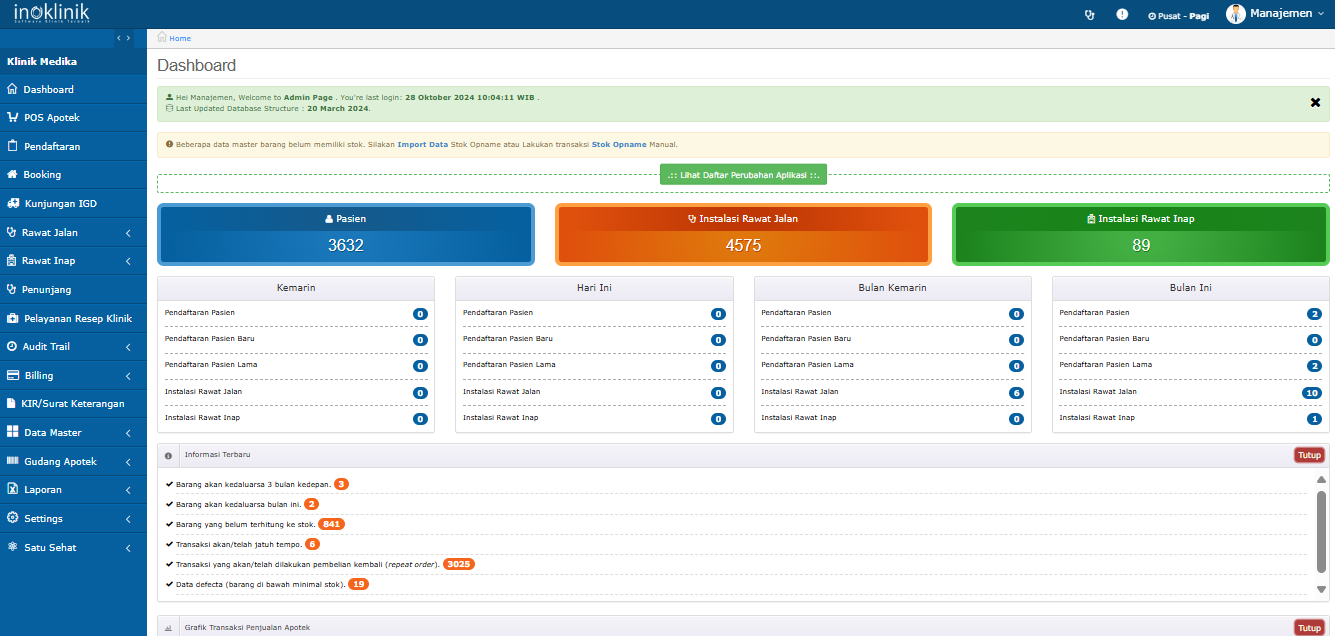 inoklinik
Software Klinik Terbaik
Pusat - Pagi
Manajemen
Klinik Medika
Dashboard
POS Apotek
Pendaftaran
Booking
Kunjungan IGD
Rawat Jalan
Rawat Inap
Penunjang
Pelayanan Resep Klinik
Audit Trail
Billing
KIR/Surat Keterangan
Data Master
Gudang Apotek
Laporan
Settings
Satu Sehat
Home
Dashboard
Hei Manajemen, Welcome to Admin Page . You're last login: 28 Oktober 2024 10:04:11 WIB .
Last Updated Database Structure : 20 March 2024.
Beberapa data master barang belum memiliki stok. Silakan Import Data Stok Opname atau Lakukan transaksi Stok Opname Manual.
.:: Lihat Daftar Perubahan Aplikasi ::.
Pasien
3632
Instalasi Rawat Jalan
4575
Instalasi Rawat Inap
89
Kemarin
Pendaftaran Pasien 0
Pendaftaran Pasien Baru 0
Pendaftaran Pasien Lama 0
Instalasi Rawat Jalan 0
Instalasi Rawat Inap 0
Hari Ini
Pendaftaran Pasien 0
Pendaftaran Pasien Baru 0
Pendaftaran Pasien Lama 0
Instalasi Rawat Jalan 0
Instalasi Rawat Inap 0
Bulan Kemarin
Pendaftaran Pasien 0
Pendaftaran Pasien Baru 0
Pendaftaran Pasien Lama 0
Instalasi Rawat Jalan 6
Instalasi Rawat Inap 0
Bulan Ini
Pendaftaran Pasien 2
Pendaftaran Pasien Baru 0
Pendaftaran Pasien Lama 2
Instalasi Rawat Jalan 10
Instalasi Rawat Inap 1
Informasi Terbaru Tutup
Barang akan kedaluarsa 3 bulan kedepan. 3
Barang akan kedaluarsa bulan ini. 2
Barang yang belum terhitung ke stok. 841
Transaksi akan/telah jatuh tempo. 6
Transaksi yang akan/telah dilakukan pembelian kembali (repeat order). 3025
Data defecta (barang di bawah minimal stok). 19
Grafik Transaksi Penjualan Apotek Tutup